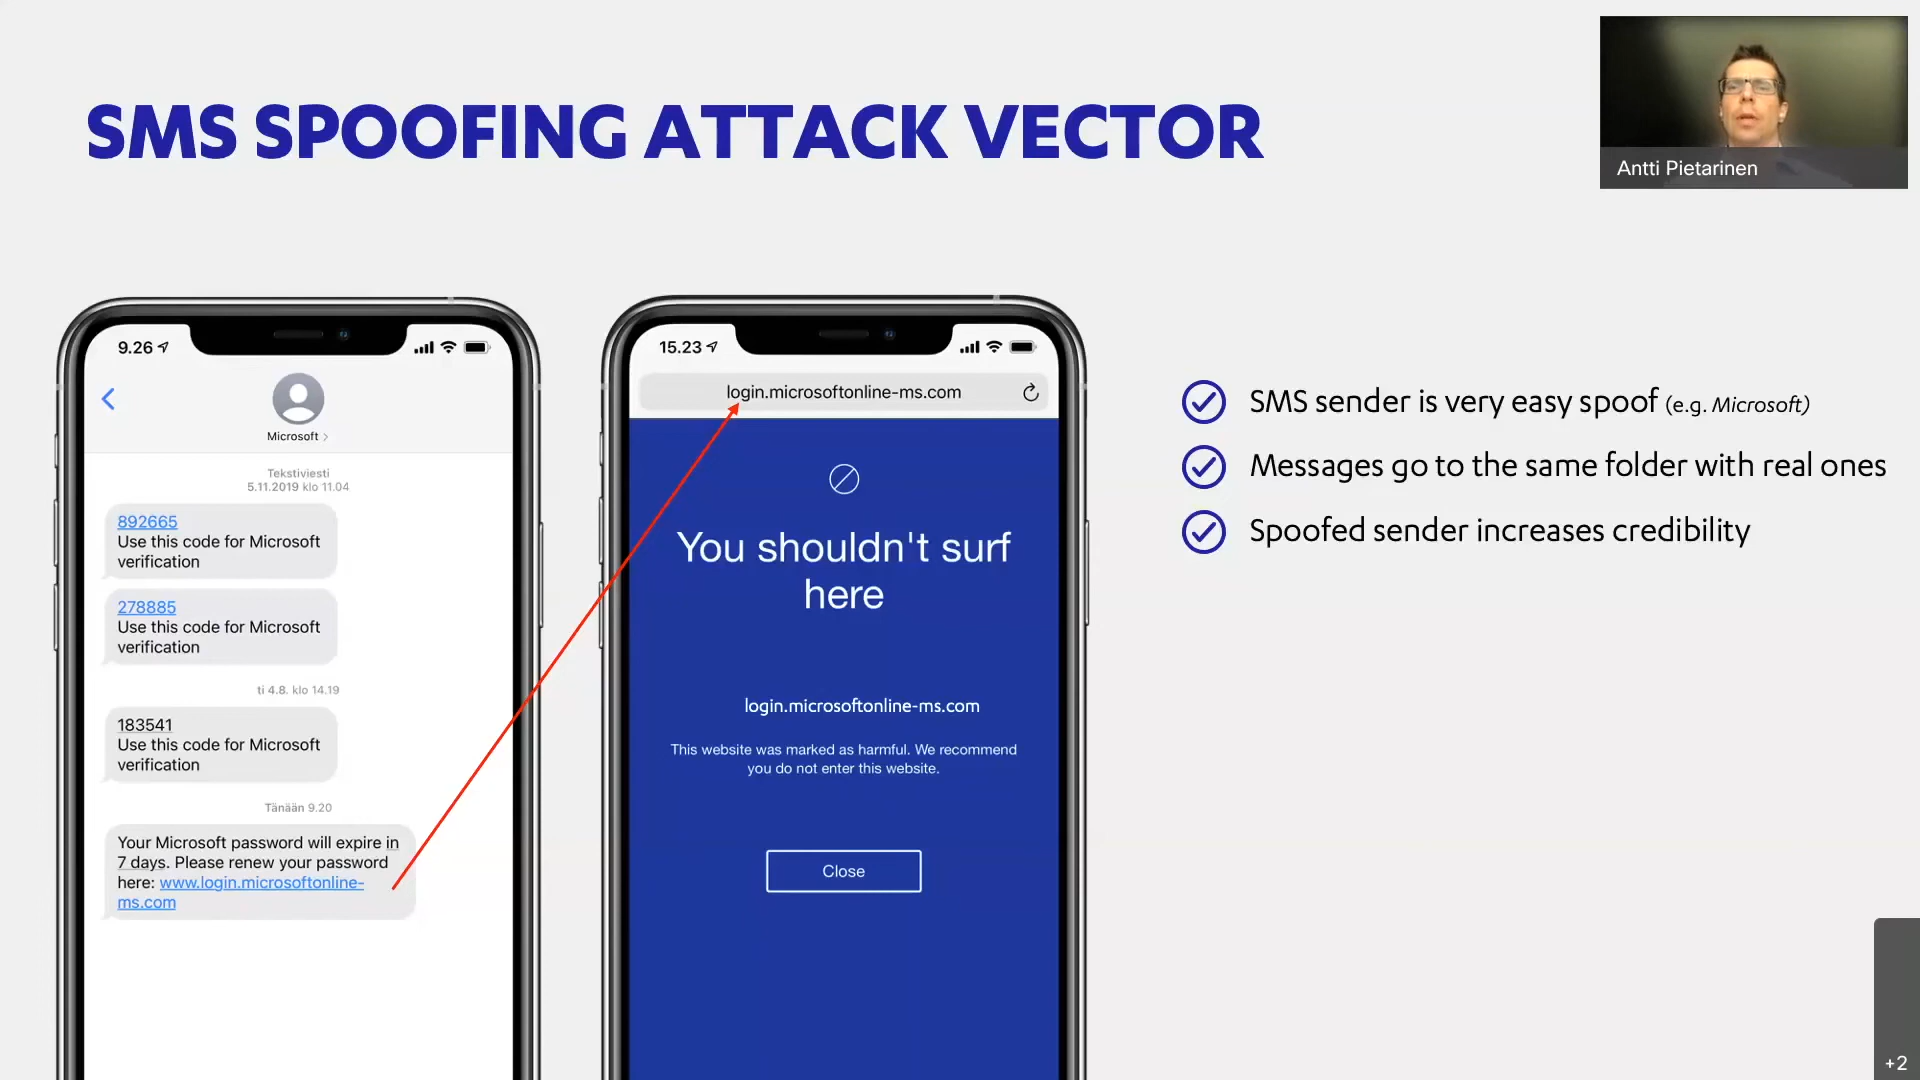 SMS SPOOFING ATTACK VECTOR
Antti Pietarinen
9.26
Microsoft
Tekstiviesti
5.11.2019 klo 11.04
892665
Use this code for Microsoft
verification
278885
Use this code for Microsoft
verification
ti 4.8. klo 14.19
183541
Use this code for Microsoft
verification
Tänään 9.20
Your Microsoft password will expire in
7 days. Please renew your password
here: www.login.microsoftonline-
ms.com
15.23
login.microsoftonline-ms.com
You shouldn't surf
here
login.microsoftonline-ms.com
This website was marked as harmful. We recommend
you do not enter this website.
Close
SMS sender is very easy spoof (e.g. Microsoft)
Messages go to the same folder with real ones
Spoofed sender increases credibility
+2